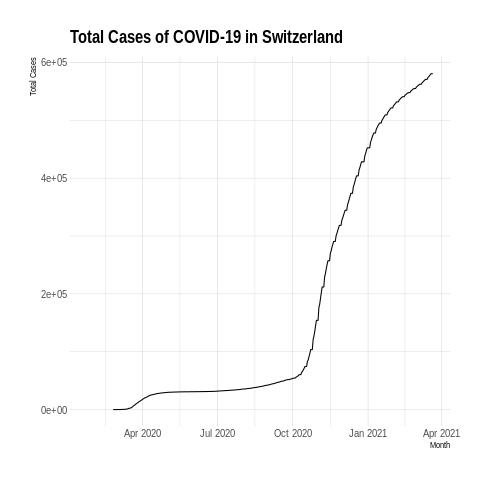 Total Cases of COVID-19 in Switzerland
Total Cases
6e+05
4e+05
2e+05
0e+00
Apr 2020 Jul 2020 Oct 2020 Jan 2021 Apr 2021
Month